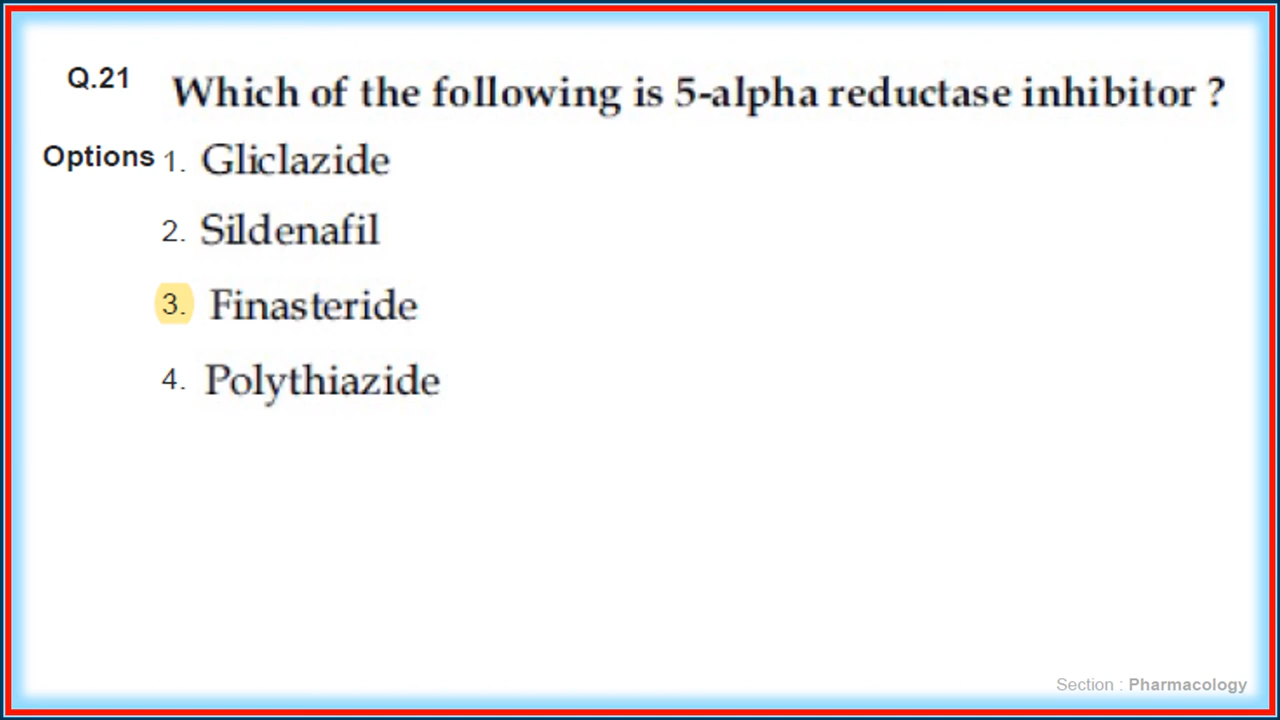 Q.21 Which of the following is 5-alpha reductase inhibitor ?
Options 1. Gliclazide
2. Sildenafil
3. Finasteride
4. Polythiazide
Section : Pharmacology